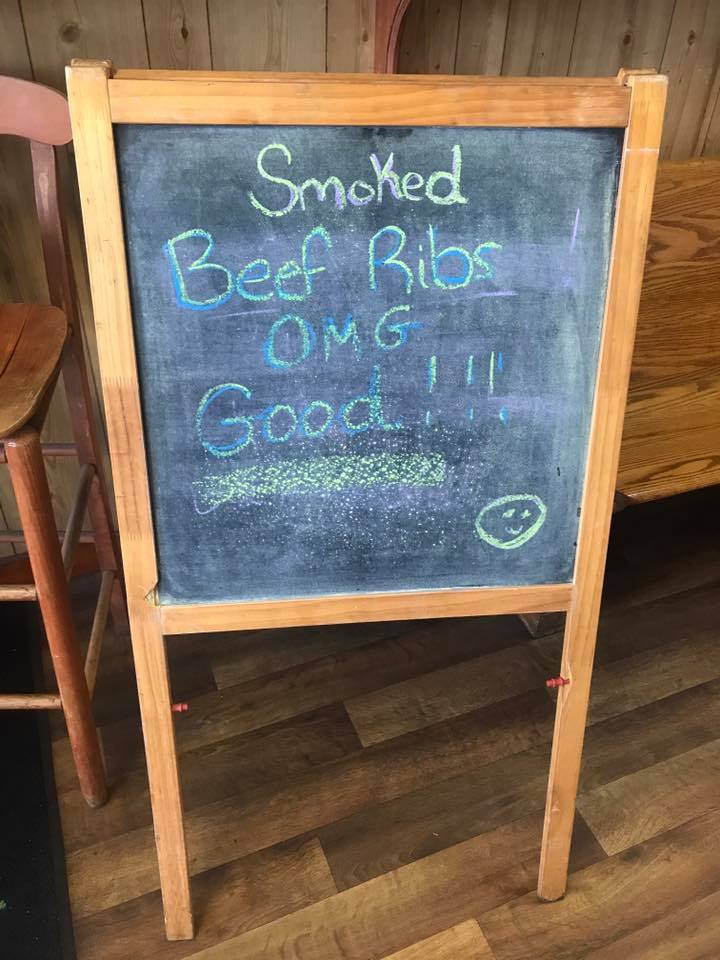 Smoked
Beef Ribs
OMG
Good. !!!